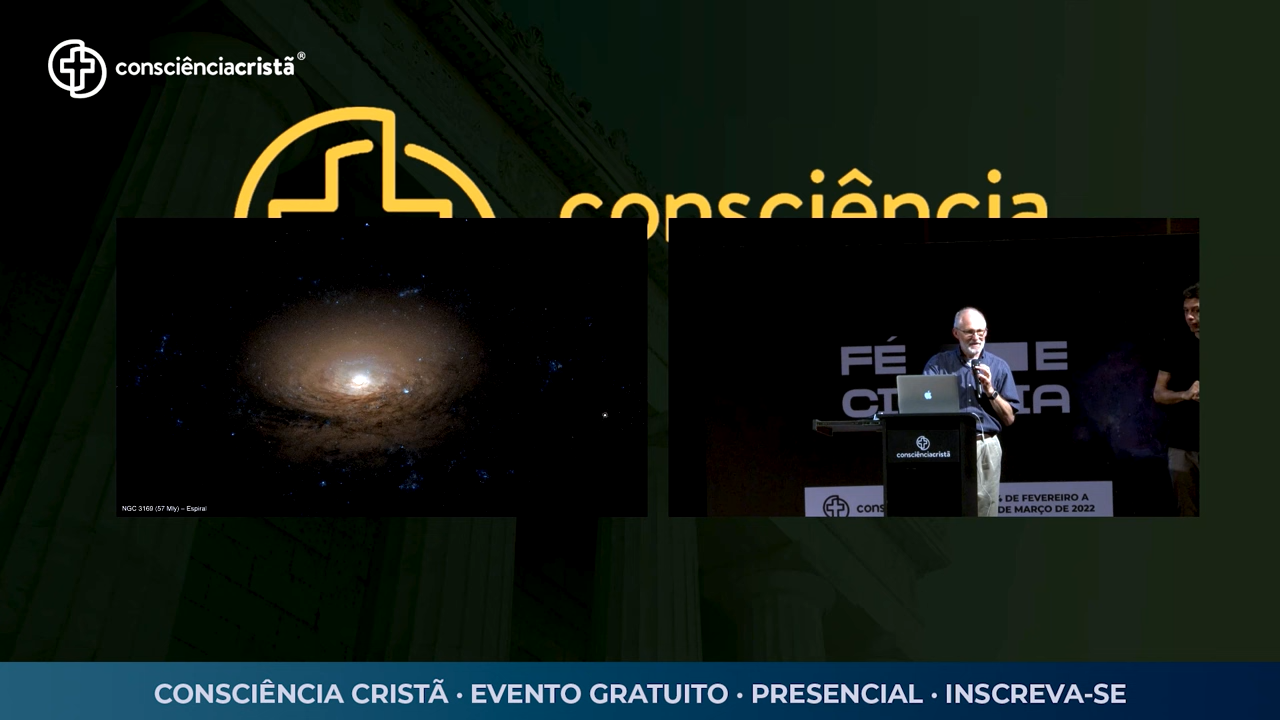 consciênciacristã®
consciência
NGC 3169 (57 Mly) – Espiral
FÉ E
consciênciacristã
DE FEVEREIRO A
DE MARÇO DE 2022
CONSCIÊNCIA CRISTÃ • EVENTO GRATUITO • PRESENCIAL • INSCREVA-SE